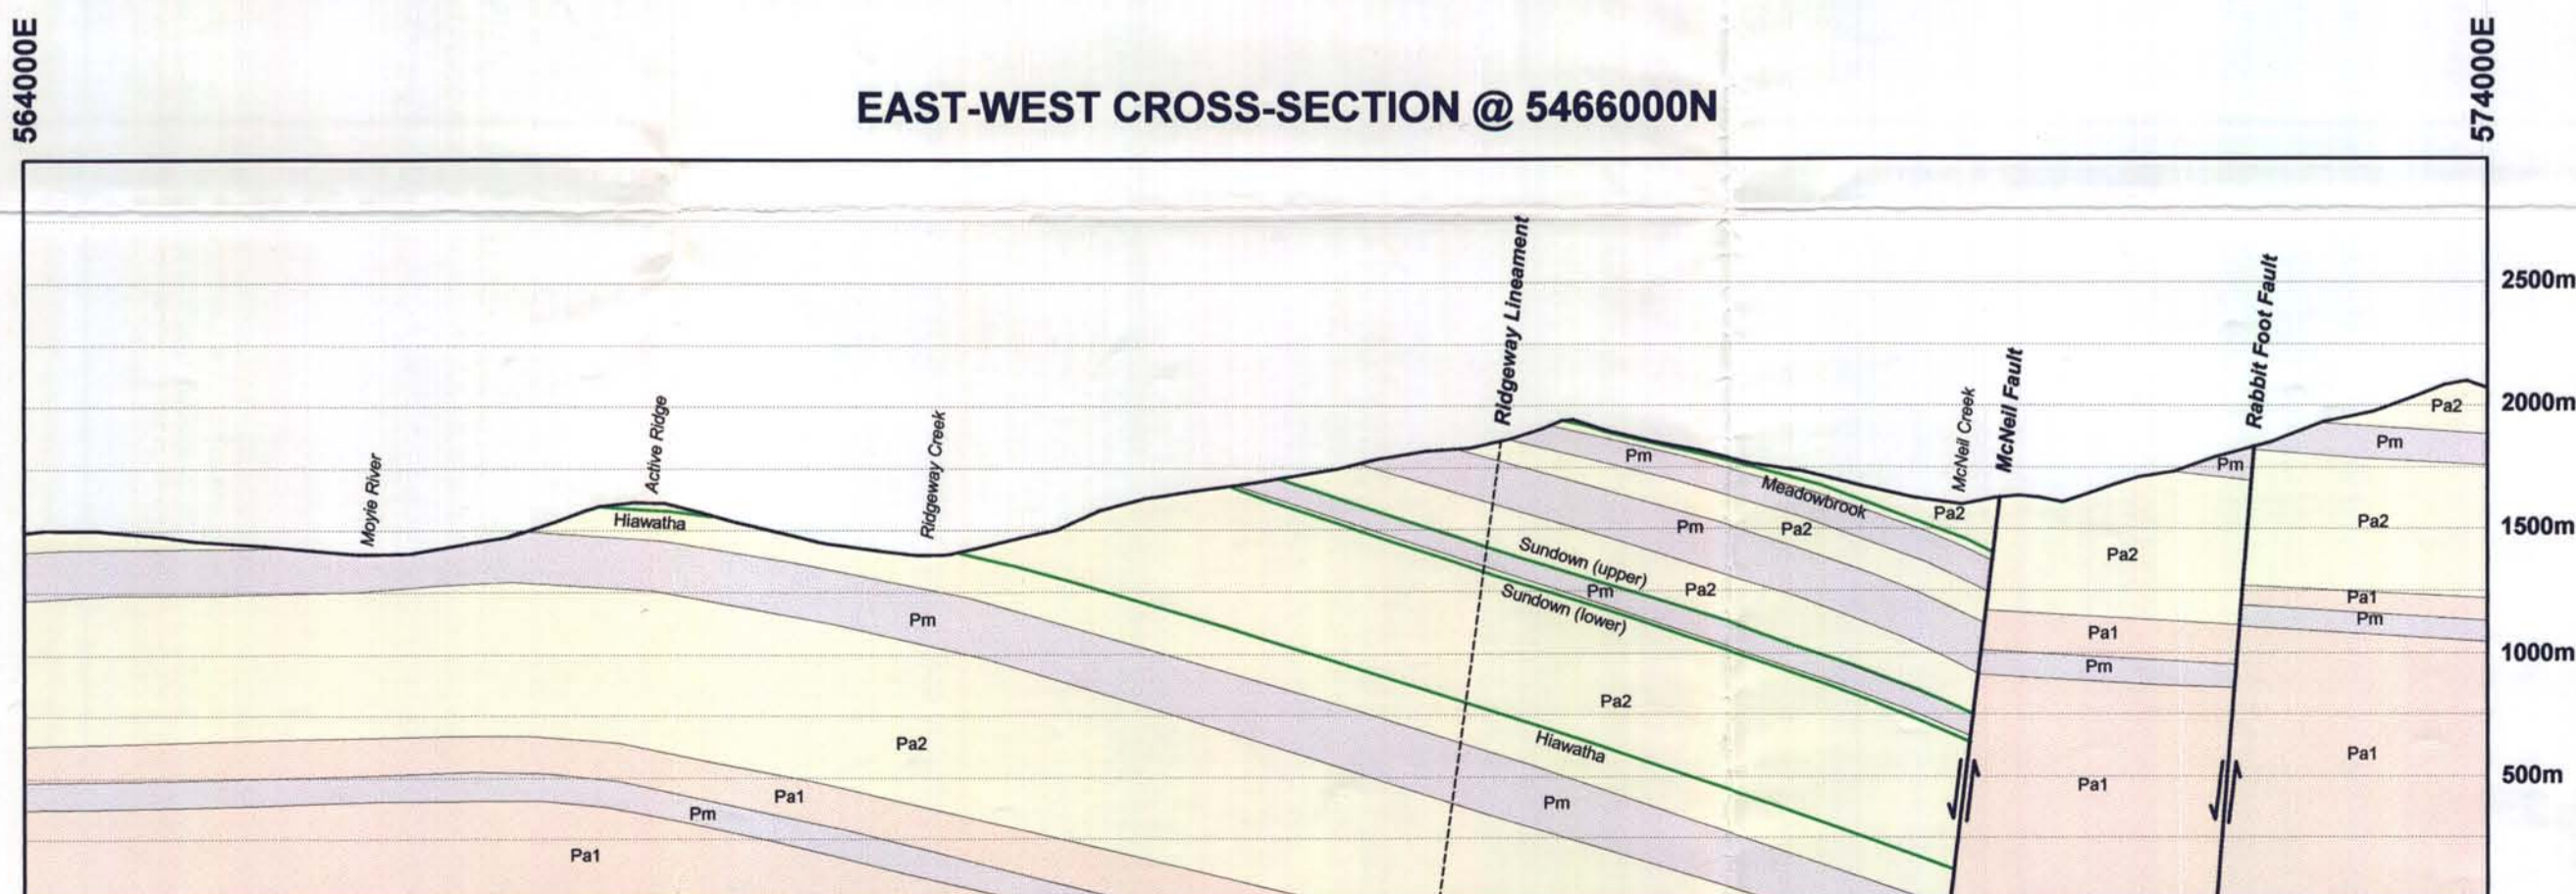 564000E
574000E
EAST-WEST CROSS-SECTION @ 5466000N
2500m
2000m
1500m
1000m
500m
Moyie River
Active Ridge
Ridgeway Creek
Ridgeway Lineament
McNeil Creek
McNeil Fault
Rabbit Foot Fault
Hiawatha
Pm
Pa2
Pa1
Pm
Pa1
Pm
Pm
Pa2
Meadowbrook
Pa2
Sundown (upper)
Pm
Pa2
Sundown (lower)
Pa2
Hiawatha
Pm
Pm
Pa2
Pa1
Pm
Pa1
Pa2
Pm
Pa2
Pa1
Pm
Pa1